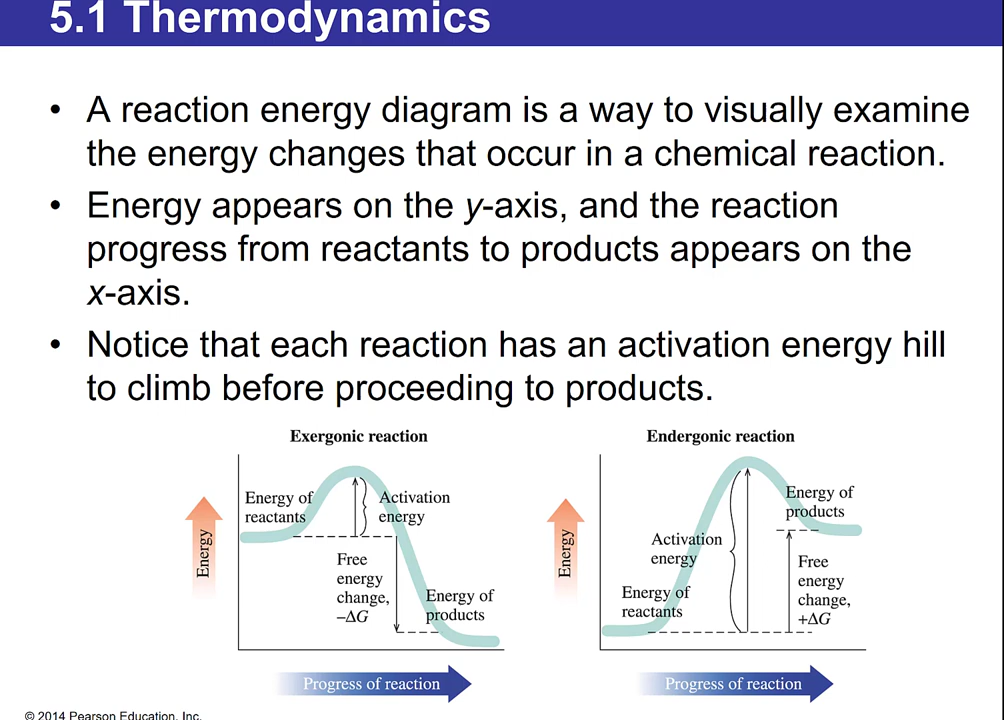 5.1 Thermodynamics
• A reaction energy diagram is a way to visually examine
the energy changes that occur in a chemical reaction.
• Energy appears on the y-axis, and the reaction
progress from reactants to products appears on the
x-axis.
• Notice that each reaction has an activation energy hill
to climb before proceeding to products.
Exergonic reaction
Energy
Energy of
reactants
Activation
energy
Free
energy
change,
–ΔG
Energy of
products
Progress of reaction
Endergonic reaction
Energy
Energy of
reactants
Activation
energy
Energy of
products
Free
energy
change,
+ΔG
Progress of reaction
© 2014 Pearson Education, Inc.